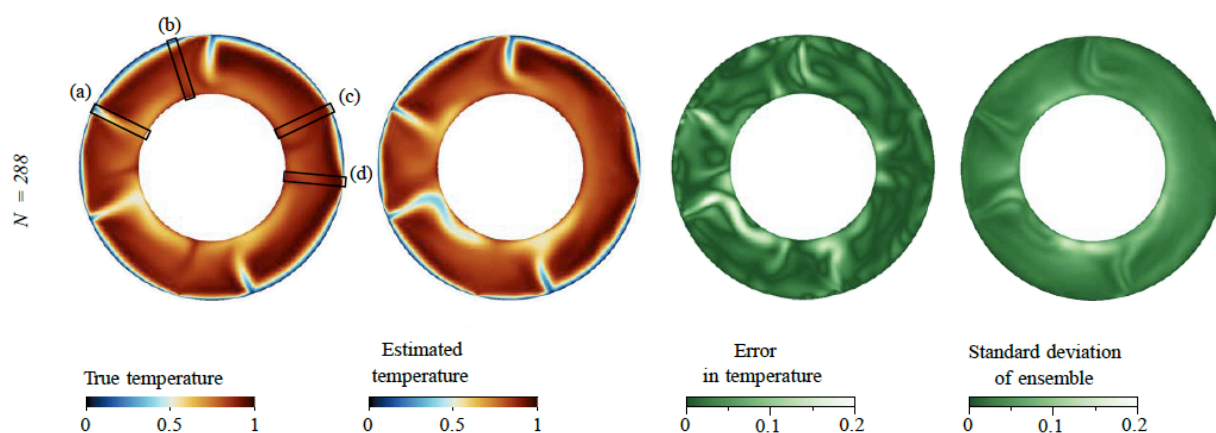 (b)
(a)
(c)
(d)
N = 288
True temperature
0 0.5 1
Estimated
temperature
0 0.5 1
Error
in temperature
0 0.1 0.2
Standard deviation
of ensemble
0 0.1 0.2